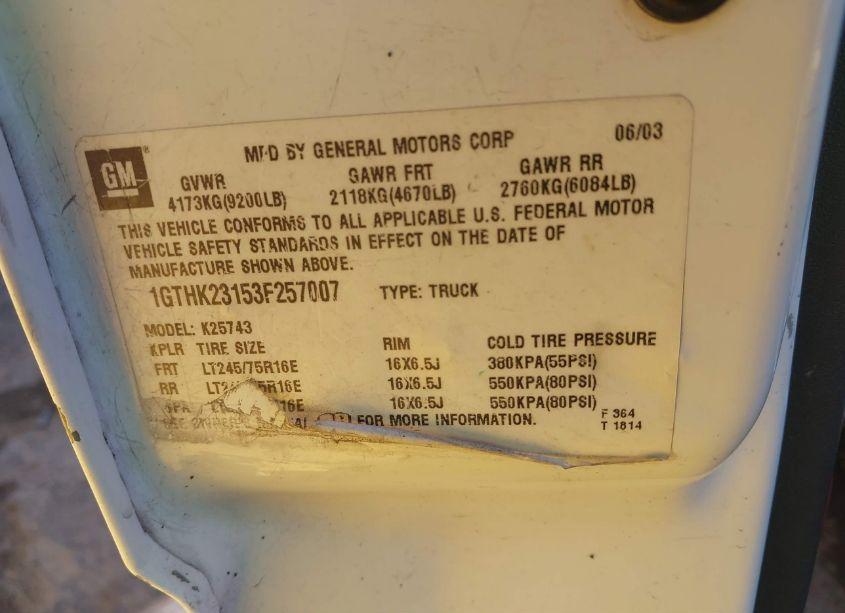 GM
MFD BY GENERAL MOTORS CORP 06/03
GVWR GAWR FRT GAWR RR
4173KG(9200LB) 2118KG(4670LB) 2760KG(6084LB)
THIS VEHICLE CONFORMS TO ALL APPLICABLE U.S. FEDERAL MOTOR
VEHICLE SAFETY STANDARDS IN EFFECT ON THE DATE OF
MANUFACTURE SHOWN ABOVE.
1GTHK23153F257007 TYPE: TRUCK
MODEL: K25743
KPLR TIRE SIZE RIM COLD TIRE PRESSURE
FRT LT245/75R16E 16X6.5J 380KPA(55PSI)
RR 16X6.5J 550KPA(80PSI)
16X6.5J 550KPA(80PSI)
FOR MORE INFORMATION.
F 364
T 1814